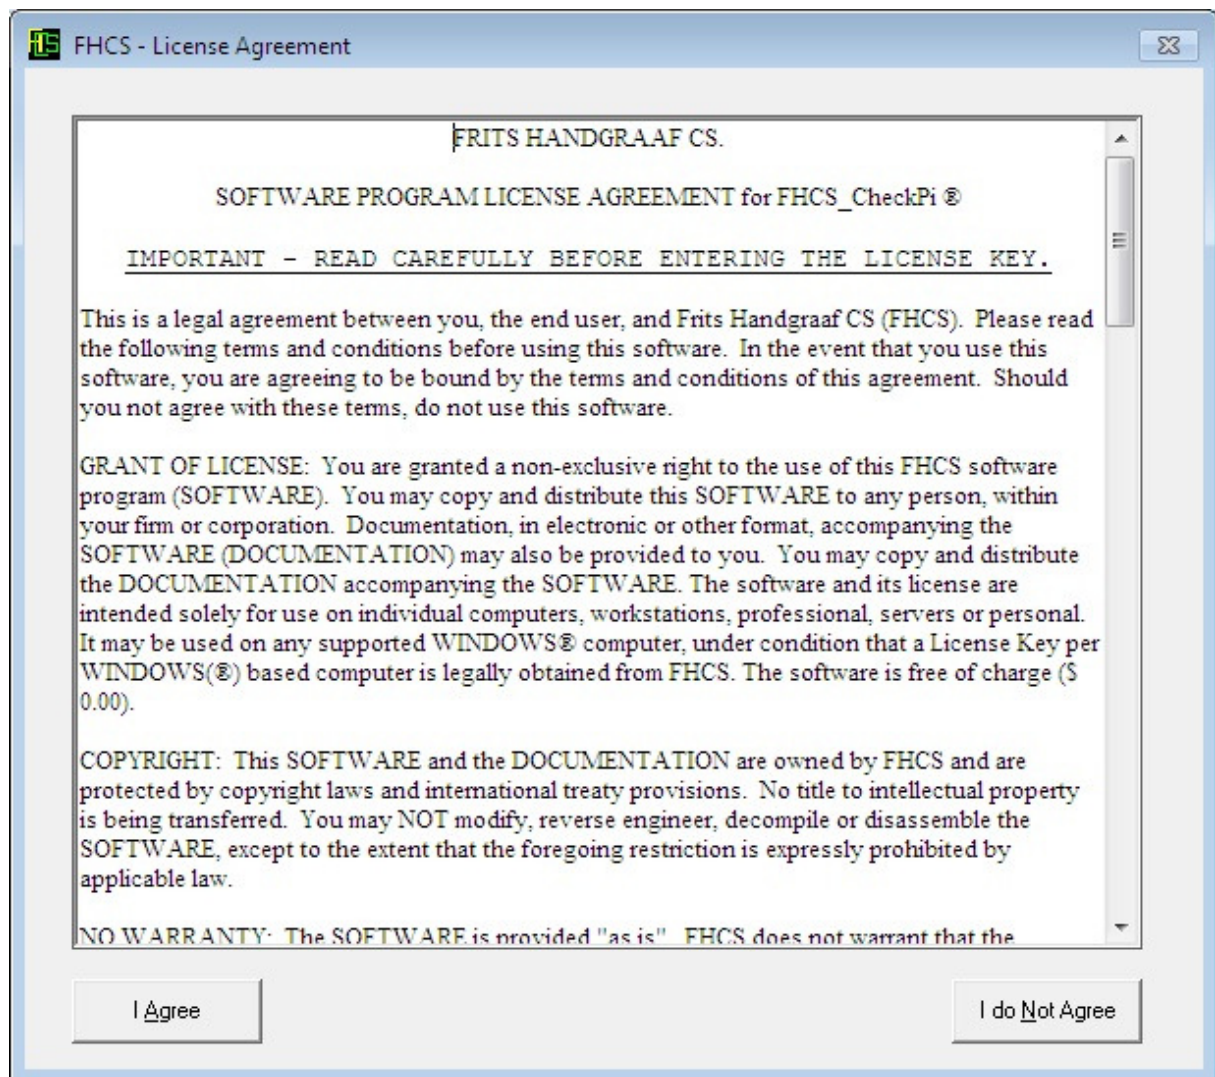 FHCS - License Agreement
FRITS HANDGRAAF CS.
SOFTWARE PROGRAM LICENSE AGREEMENT for FHCS_CheckPi ®
IMPORTANT - READ CAREFULLY BEFORE ENTERING THE LICENSE KEY.
This is a legal agreement between you, the end user, and Frits Handgraaf CS (FHCS).  Please read
the following terms and conditions before using this software.  In the event that you use this
software, you are agreeing to be bound by the terms and conditions of this agreement.  Should
you not agree with these terms, do not use this software.
GRANT OF LICENSE:  You are granted a non-exclusive right to the use of this FHCS software
program (SOFTWARE).  You may copy and distribute this SOFTWARE to any person, within
your firm or corporation.  Documentation, in electronic or other format, accompanying the
SOFTWARE (DOCUMENTATION) may also be provided to you.  You may copy and distribute
the DOCUMENTATION accompanying the SOFTWARE. The software and its license are
intended solely for use on individual computers, workstations, professional, servers or personal.
It may be used on any supported WINDOWS® computer, under condition that a License Key per
WINDOWS(®) based computer is legally obtained from FHCS. The software is free of charge ($
0.00).
COPYRIGHT:  This SOFTWARE and the DOCUMENTATION are owned by FHCS and are
protected by copyright laws and international treaty provisions.  No title to intellectual property
is being transferred.  You may NOT modify, reverse engineer, decompile or disassemble the
SOFTWARE, except to the extent that the foregoing restriction is expressly prohibited by
applicable law.
NO WARRANTY:  The SOFTWARE is provided "as is"  FHCS does not warrant that the
I Agree
I do Not Agree